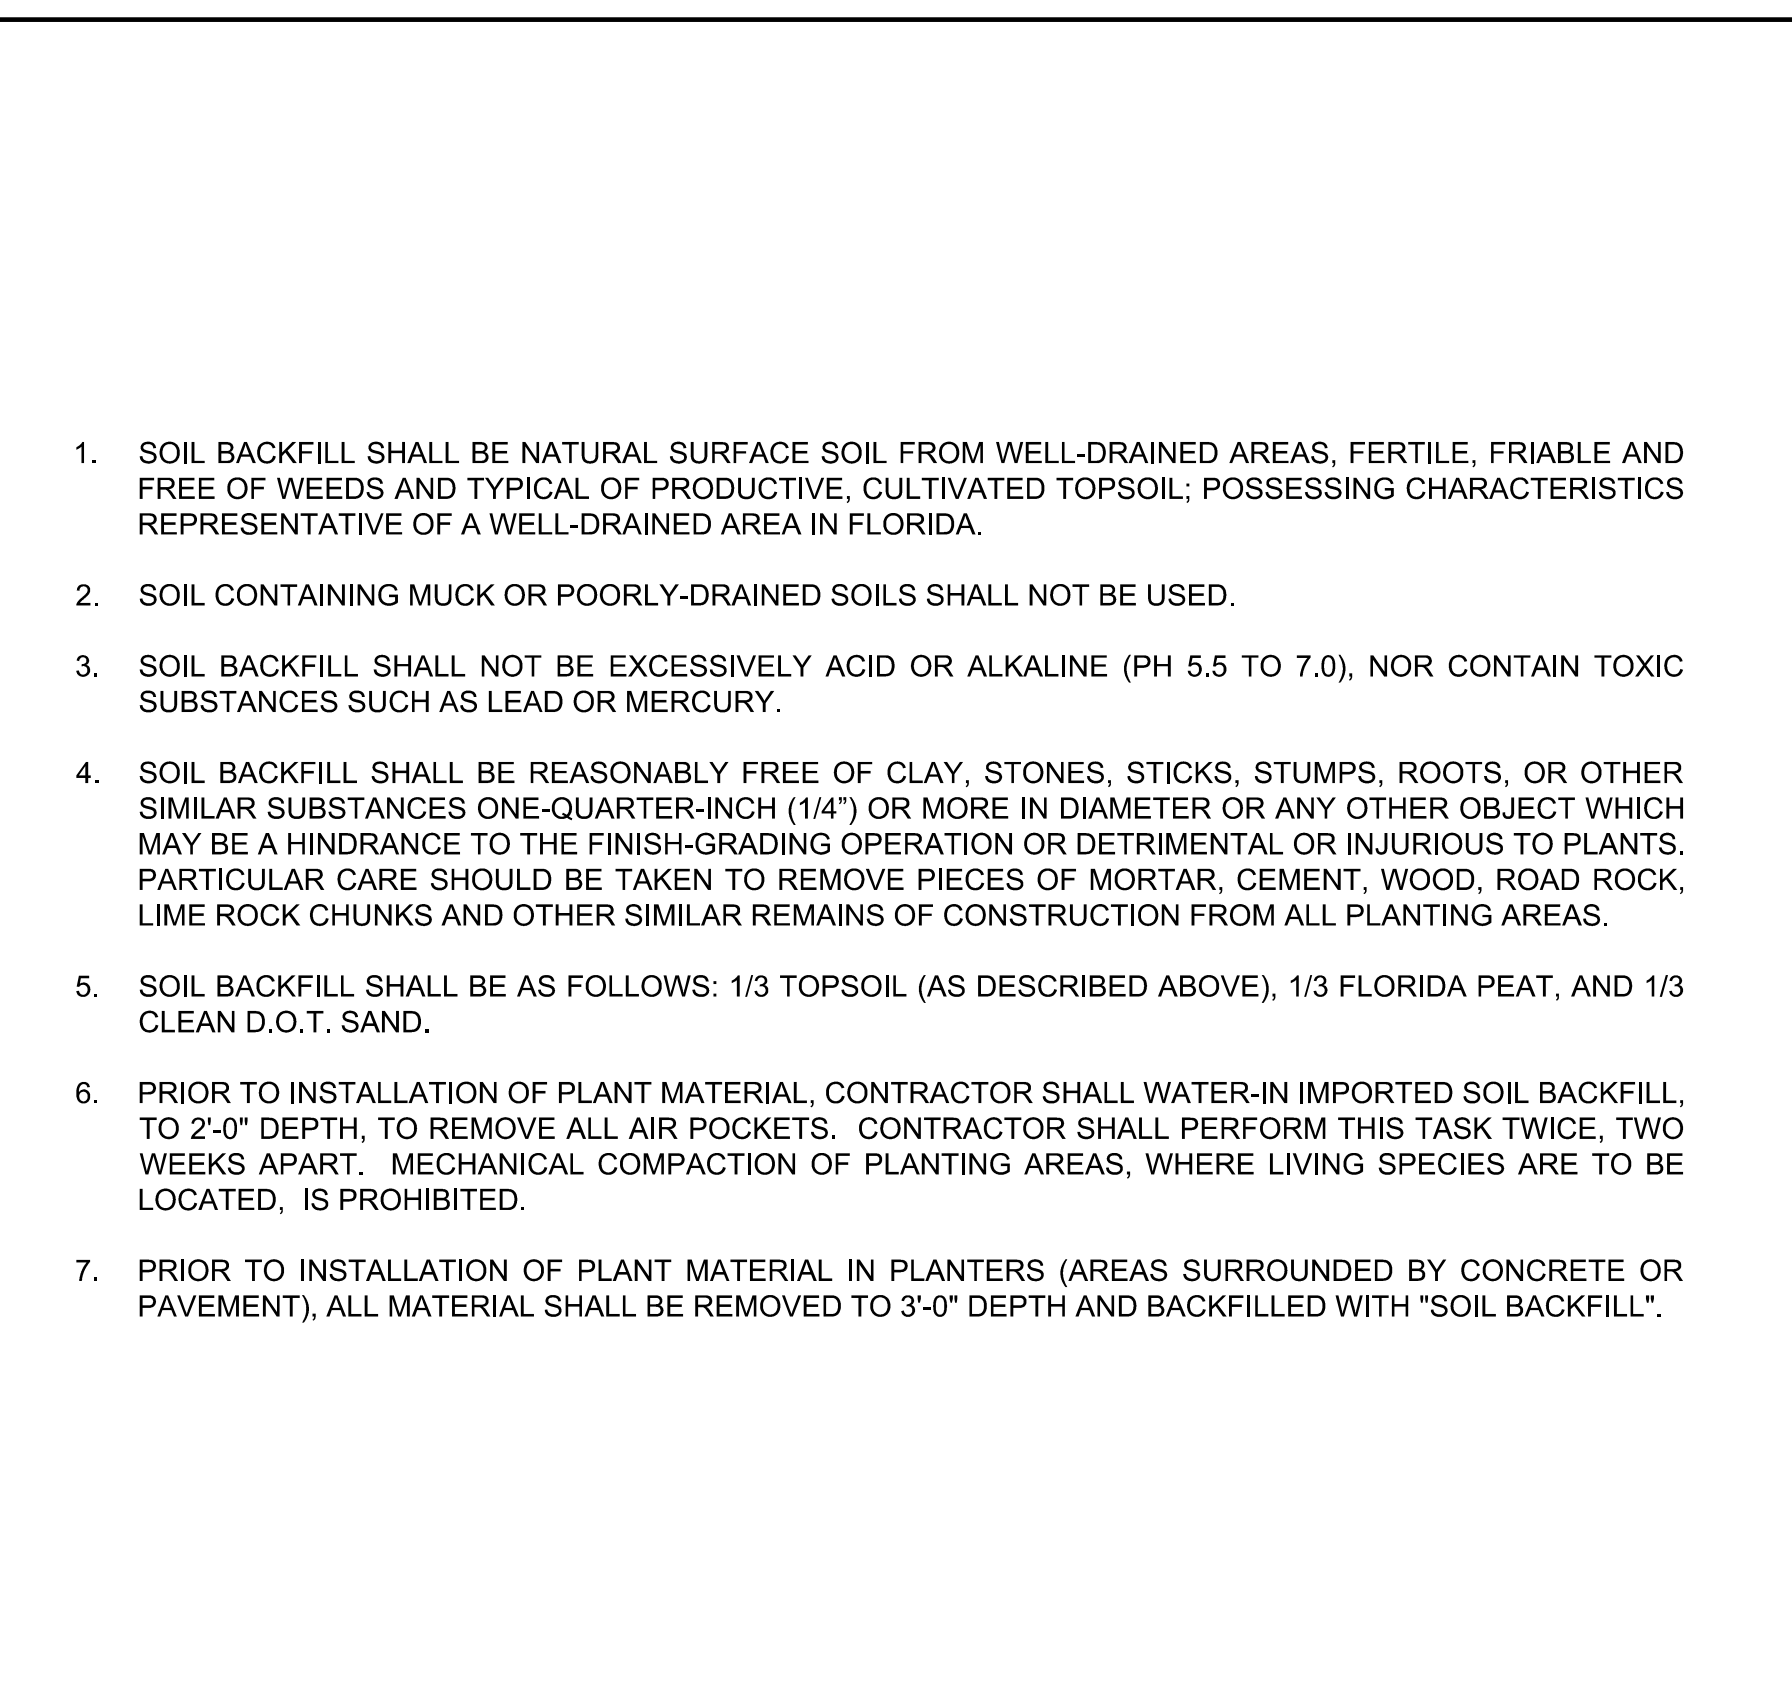 1. SOIL BACKFILL SHALL BE NATURAL SURFACE SOIL FROM WELL-DRAINED AREAS, FERTILE, FRIABLE AND
FREE OF WEEDS AND TYPICAL OF PRODUCTIVE, CULTIVATED TOPSOIL; POSSESSING CHARACTERISTICS
REPRESENTATIVE OF A WELL-DRAINED AREA IN FLORIDA.
2. SOIL CONTAINING MUCK OR POORLY-DRAINED SOILS SHALL NOT BE USED.
3. SOIL BACKFILL SHALL NOT BE EXCESSIVELY ACID OR ALKALINE (PH 5.5 TO 7.0), NOR CONTAIN TOXIC
SUBSTANCES SUCH AS LEAD OR MERCURY.
4. SOIL BACKFILL SHALL BE REASONABLY FREE OF CLAY, STONES, STICKS, STUMPS, ROOTS, OR OTHER
SIMILAR SUBSTANCES ONE-QUARTER-INCH (1/4”) OR MORE IN DIAMETER OR ANY OTHER OBJECT WHICH
MAY BE A HINDRANCE TO THE FINISH-GRADING OPERATION OR DETRIMENTAL OR INJURIOUS TO PLANTS.
PARTICULAR CARE SHOULD BE TAKEN TO REMOVE PIECES OF MORTAR, CEMENT, WOOD, ROAD ROCK,
LIME ROCK CHUNKS AND OTHER SIMILAR REMAINS OF CONSTRUCTION FROM ALL PLANTING AREAS.
5. SOIL BACKFILL SHALL BE AS FOLLOWS: 1/3 TOPSOIL (AS DESCRIBED ABOVE), 1/3 FLORIDA PEAT, AND 1/3
CLEAN D.O.T. SAND.
6. PRIOR TO INSTALLATION OF PLANT MATERIAL, CONTRACTOR SHALL WATER-IN IMPORTED SOIL BACKFILL,
TO 2'-0" DEPTH, TO REMOVE ALL AIR POCKETS. CONTRACTOR SHALL PERFORM THIS TASK TWICE, TWO
WEEKS APART. MECHANICAL COMPACTION OF PLANTING AREAS, WHERE LIVING SPECIES ARE TO BE
LOCATED, IS PROHIBITED.
7. PRIOR TO INSTALLATION OF PLANT MATERIAL IN PLANTERS (AREAS SURROUNDED BY CONCRETE OR
PAVEMENT), ALL MATERIAL SHALL BE REMOVED TO 3'-0" DEPTH AND BACKFILLED WITH "SOIL BACKFILL".